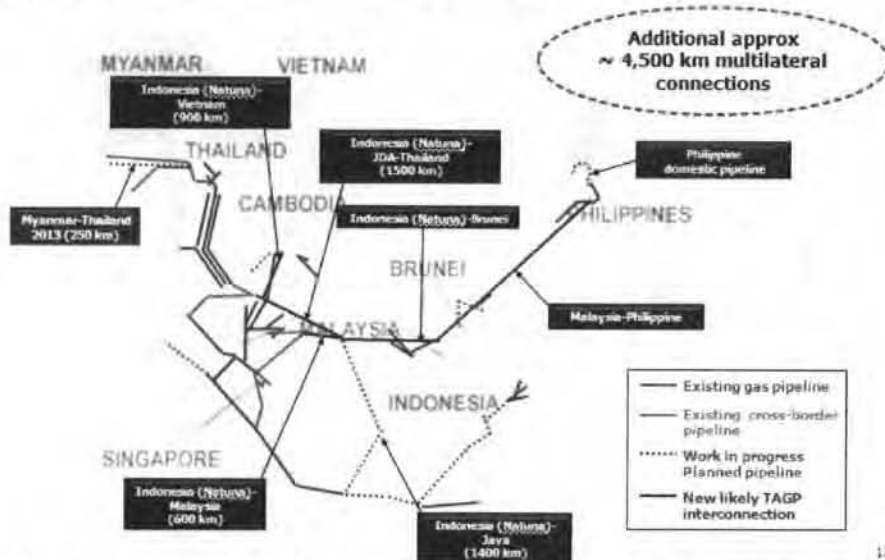 Additional approx
~ 4,500 km multilateral
connections
MYANMAR
VIETNAM
Indonesia (Natuna)-
Vietnam
(900 km)
THAILAND
Indonesia (Natuna)-
JDA-Thailand
(1500 km)
Philippine
domestic pipeline
CAMBODIA
Myanmar-Thailand
2013 (250 km)
Indonesia (Natuna)-Brunei
HILIPPINES
BRUNEI
Malaysia-Philippine
MALAYSIA
INDONESIA
SINGAPORE
Indonesia (Natuna)-
Malaysia
(600 km)
Indonesia (Natuna)-
Java
(1400 km)
Existing gas pipeline
Existing cross-border
pipeline
Work in progress
Planned pipeline
New likely TAGP
interconnection